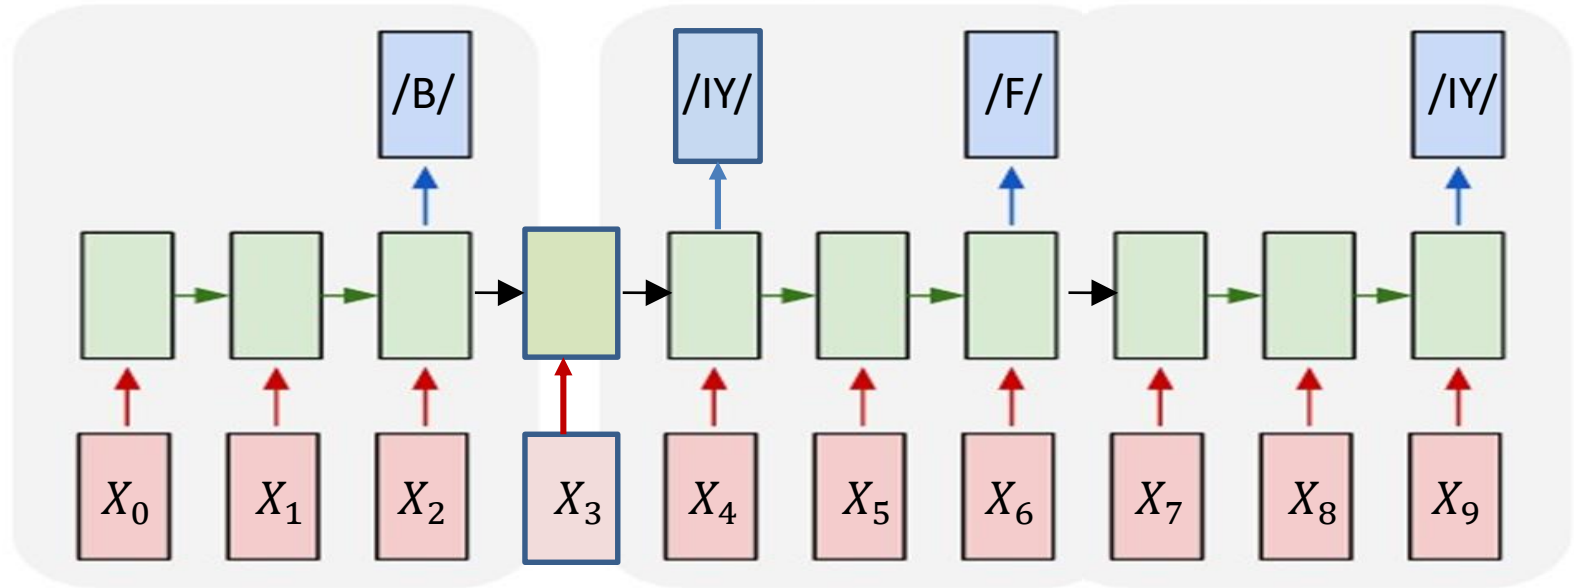 /B/ /IY/ /F/ /IY/
X₀ X₁ X₂ X₃ X₄ X₅ X₆ X₇ X₈ X₉